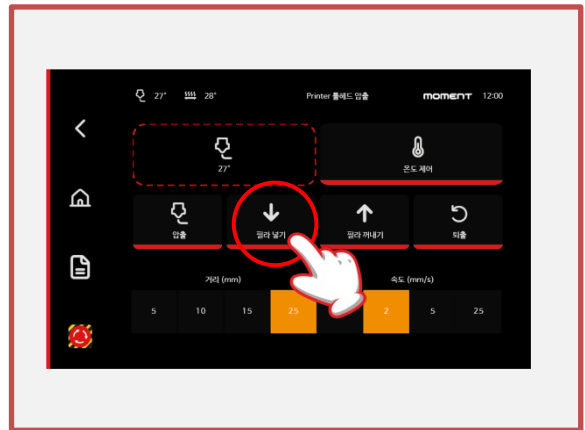 27° 28° Printer 툴헤드 압출 moment 12:00
27°
온도 제어
압출 필라 넣기 필라 꺼내기 퇴출
거리 (mm) 속도 (mm/s)
5 10 15 25 2 5 25